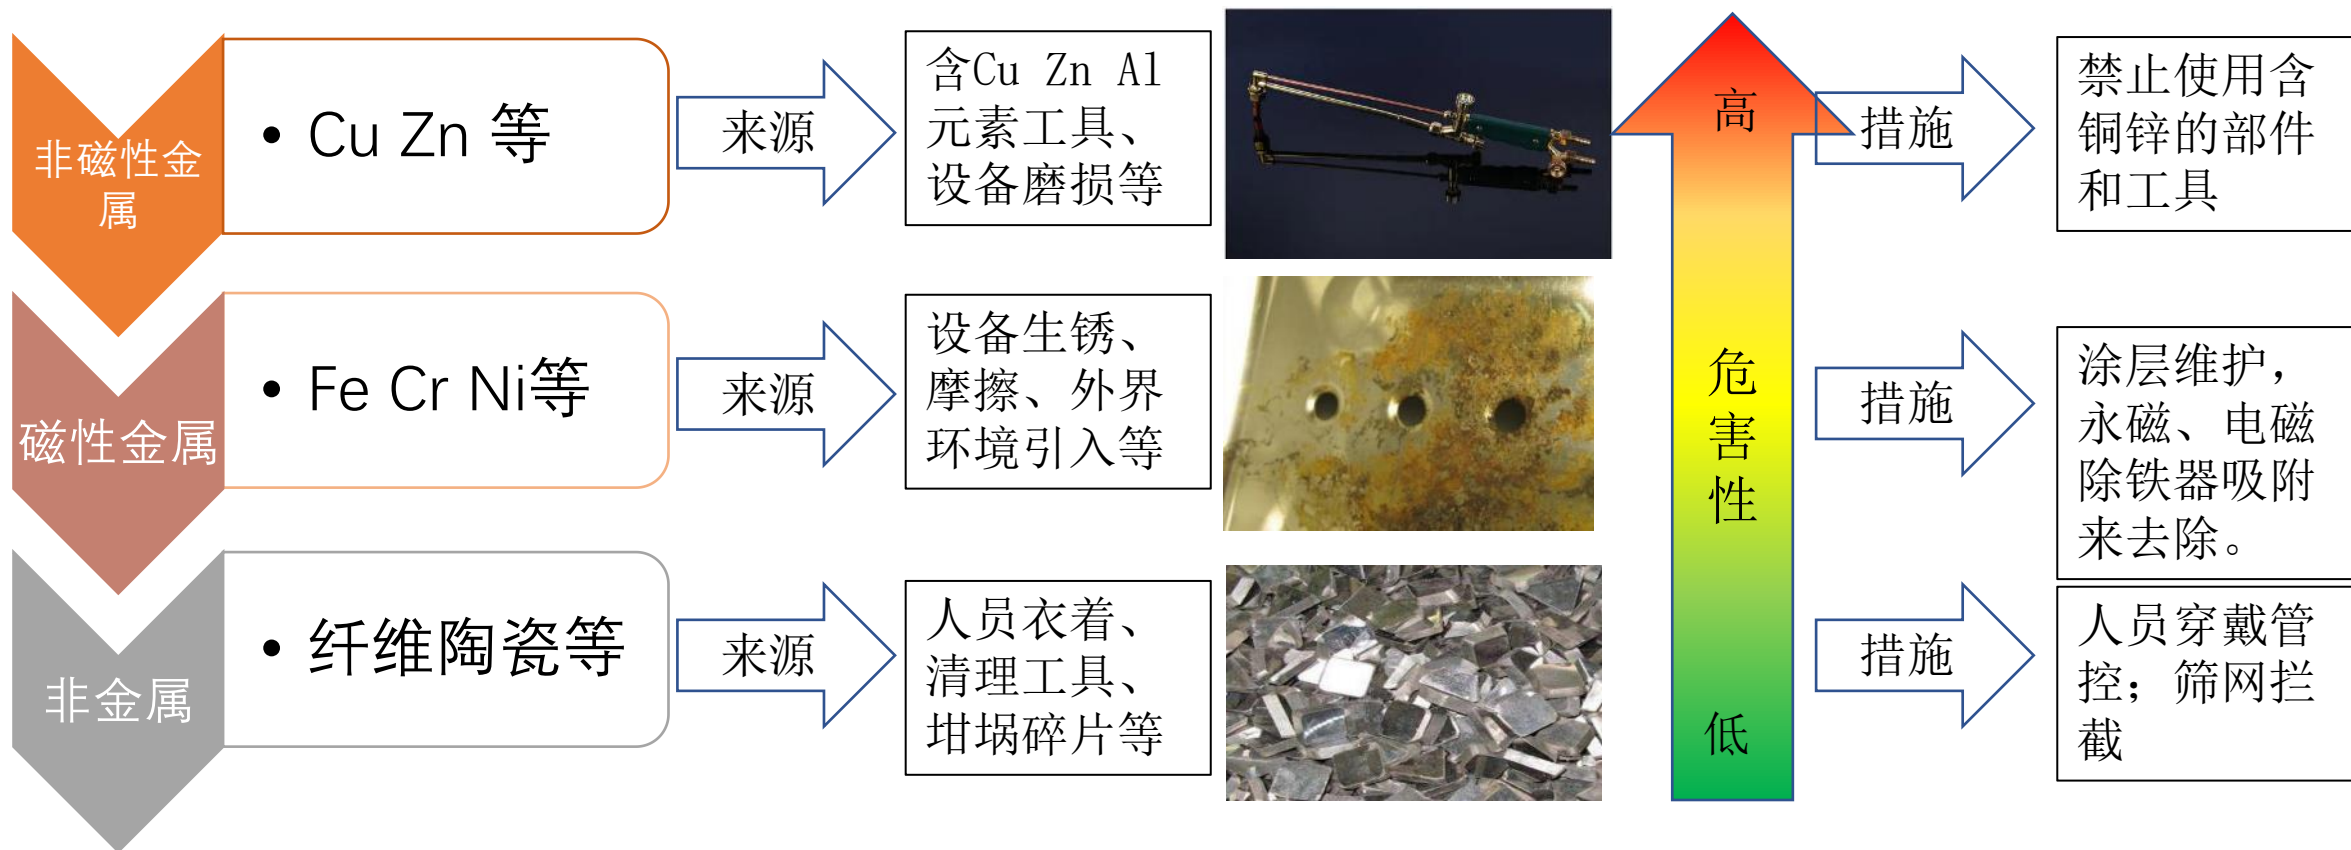 非磁性金
属
• Cu Zn 等
来源
含Cu Zn Al
元素工具、
设备磨损等
高
措施
禁止使用含
铜锌的部件
和工具
磁性金属
• Fe Cr Ni等
来源
设备生锈、
摩擦、外界
环境引入等
危
害
性
措施
涂层维护，
永磁、电磁
除铁器吸附
来去除。
非金属
• 纤维陶瓷等
来源
人员衣着、
清理工具、
坩埚碎片等
低
措施
人员穿戴管
控；筛网拦
截